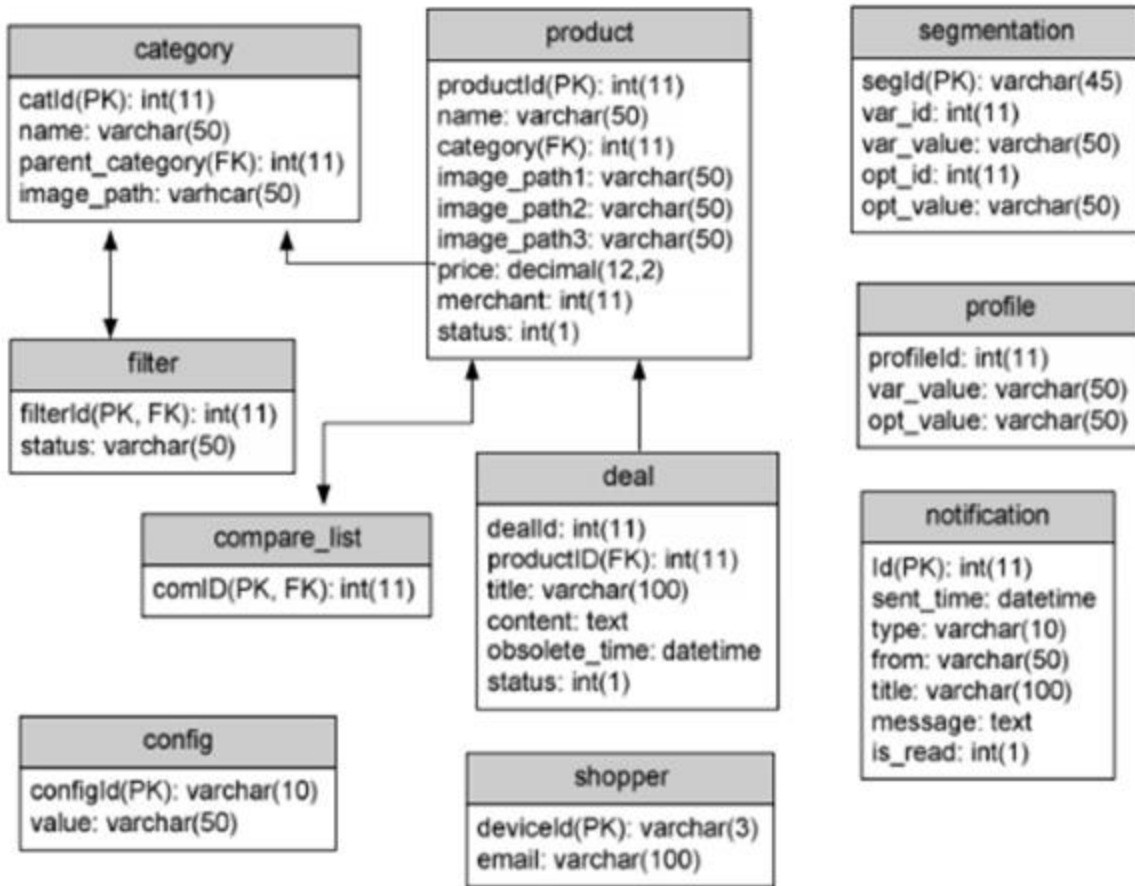 category
catId(PK): int(11)
name: varchar(50)
parent_category(FK): int(11)
image_path: varhcar(50)
product
productId(PK): int(11)
name: varchar(50)
category(FK): int(11)
image_path1: varchar(50)
image_path2: varchar(50)
image_path3: varchar(50)
price: decimal(12,2)
merchant: int(11)
status: int(1)
segmentation
segId(PK): varchar(45)
var_id: int(11)
var_value: varchar(50)
opt_id: int(11)
opt_value: varchar(50)
filter
filterId(PK, FK): int(11)
status: varchar(50)
profile
profileId: int(11)
var_value: varchar(50)
opt_value: varchar(50)
compare_list
comID(PK, FK): int(11)
deal
dealId: int(11)
productID(FK): int(11)
title: varchar(100)
content: text
obsolete_time: datetime
status: int(1)
notification
Id(PK): int(11)
sent_time: datetime
type: varchar(10)
from: varchar(50)
title: varchar(100)
message: text
is_read: int(1)
config
configId(PK): varchar(10)
value: varchar(50)
shopper
deviceId(PK): varchar(3)
email: varchar(100)